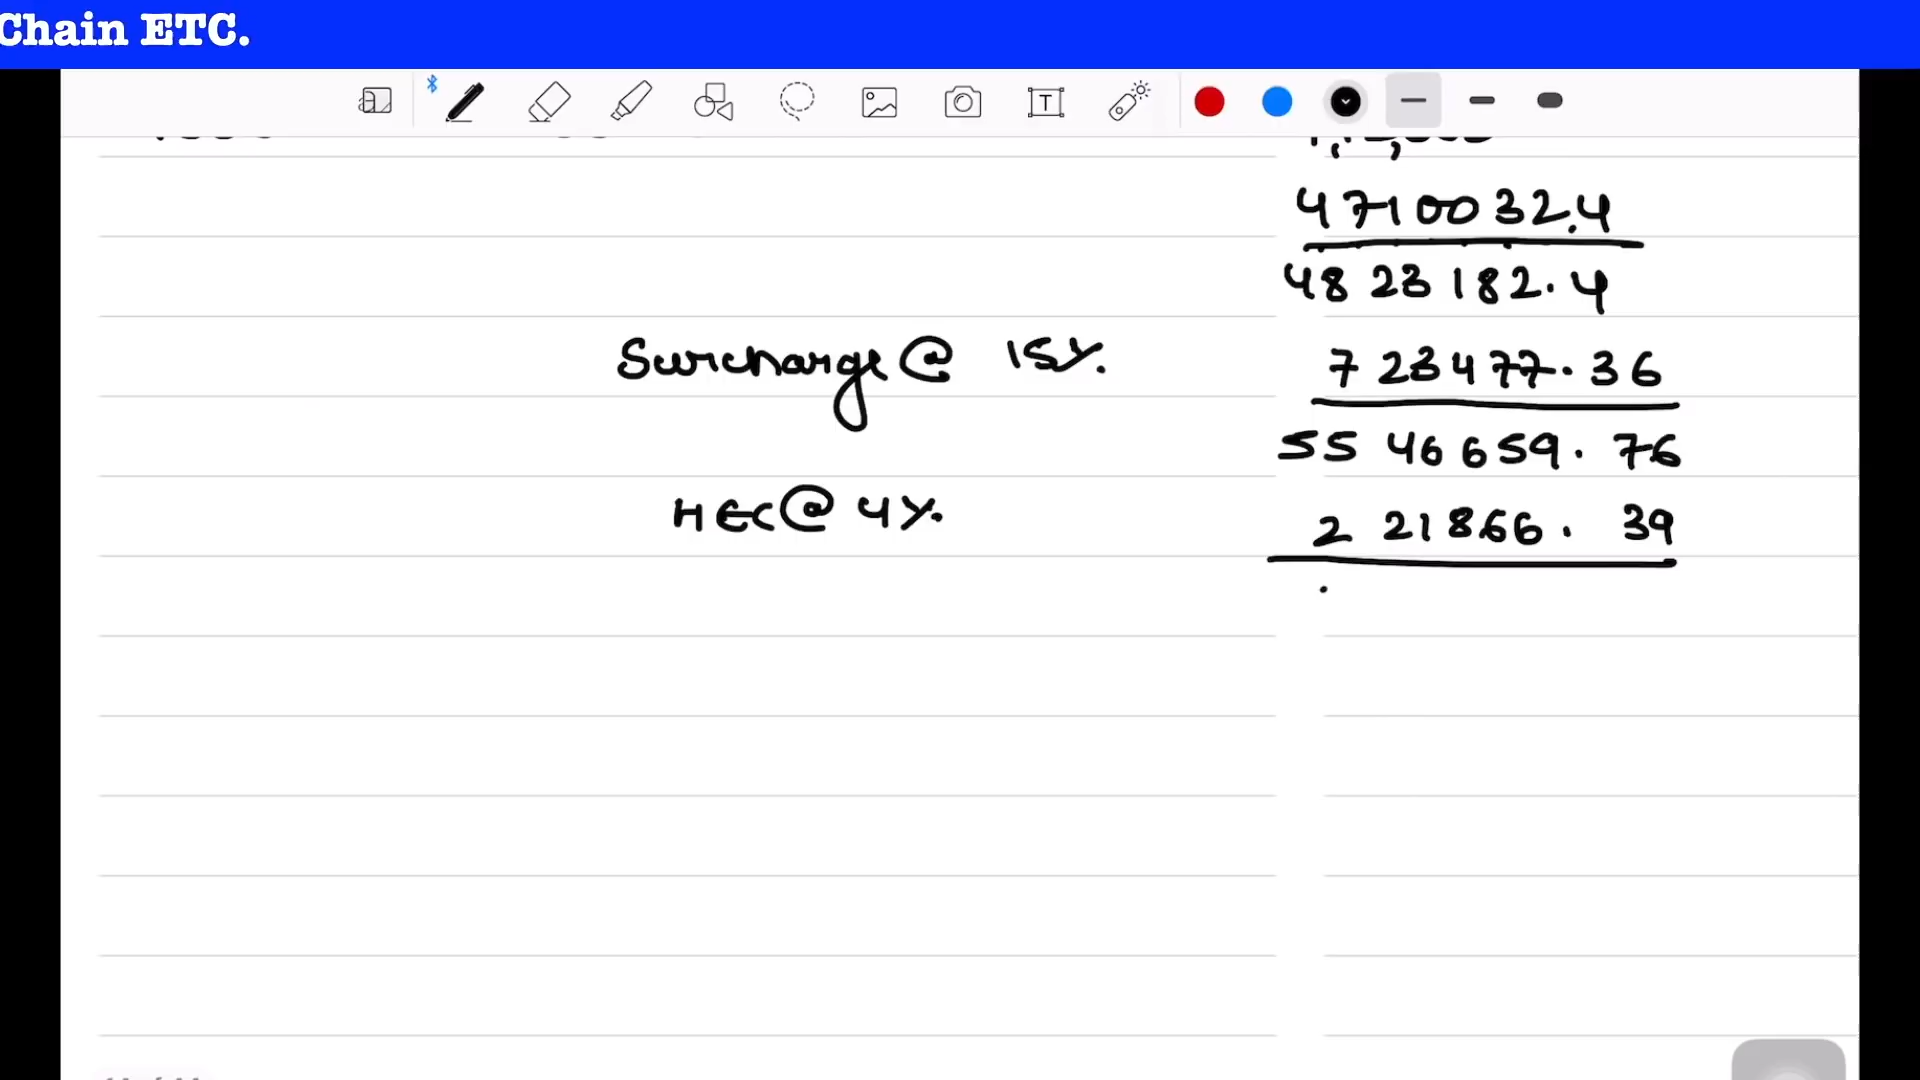 Chain ETC.
4710032.4
4823182.4
Surcharge @ 15%. 723477.36
5546659.76
HEC @ 4%. 221866.39